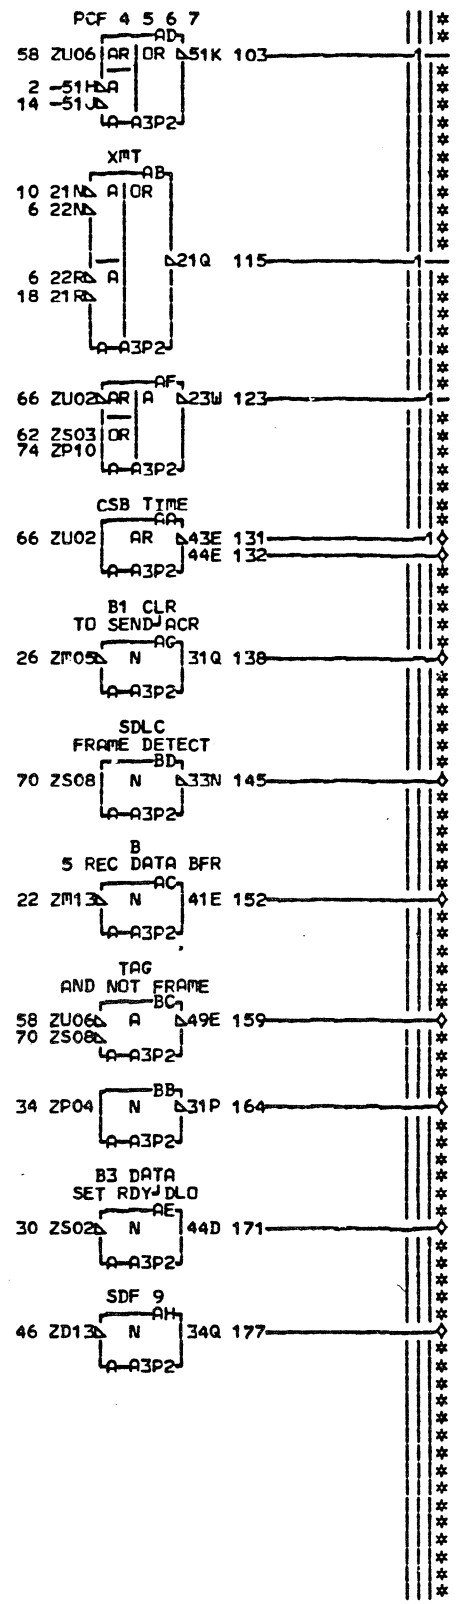 PCF 4 5 6 7
AD
58 ZU06 AR OR 51K 103 1
2 -51H A
14 -51J
A A3P2
XMT
AB
10 21N A OR
6 22N
21Q 115 1
6 22R A
18 21R
A A3P2
AF
66 ZU02 AR A 23W 123 1
62 ZS03 OR
74 ZP10
A A3P2
CSB TIME
AA
66 ZU02 AR 43E 131 1
44E 132
A A3P2
B1 CLR
TO SEND ACR
AG
26 ZM05 N 31Q 138
A A3P2
SDLC
FRAME DETECT
BD
70 ZS08 N 33N 145
A A3P2
B
5 REC DATA BFR
AC
22 ZM13 N 41E 152
A A3P2
TAG
AND NOT FRAME
BC
58 ZU06 A 49E 159
70 ZS08
A A3P2
BB
34 ZP04 N 31P 164
A A3P2
B3 DATA
SET RDY DLO
AE
30 ZS02 N 44D 171
A A3P2
SDF 9
AH
46 ZD13 N 34Q 177
A A3P2